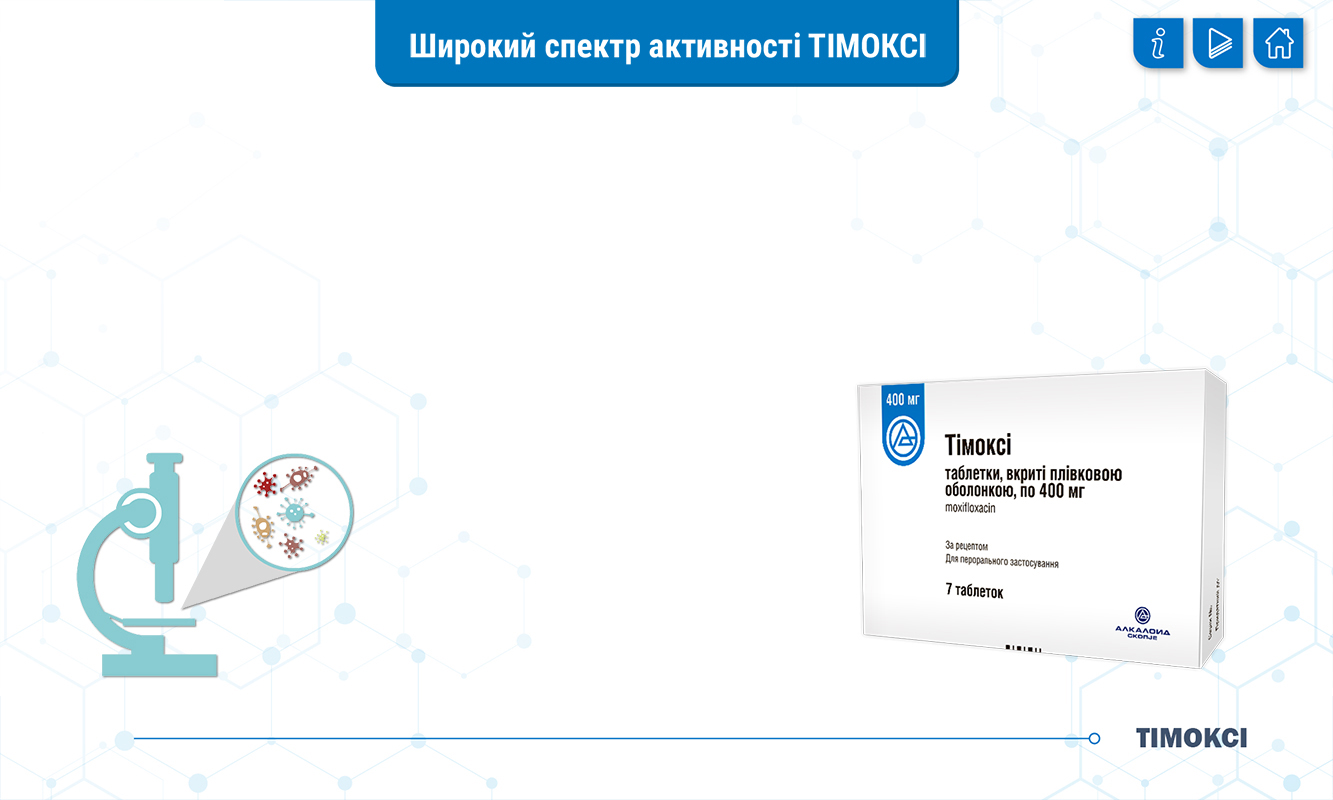 Широкий спектр активності ТІМОКСІ
400 мг
Тімоксі
таблетки, вкриті плівковою
оболонкою, по 400 мг
moxifloxacin
За рецептом
Для перорального застосування
7 таблеток
АЛКАЛОИД
СКОПЈЕ
ТІМОКСІ